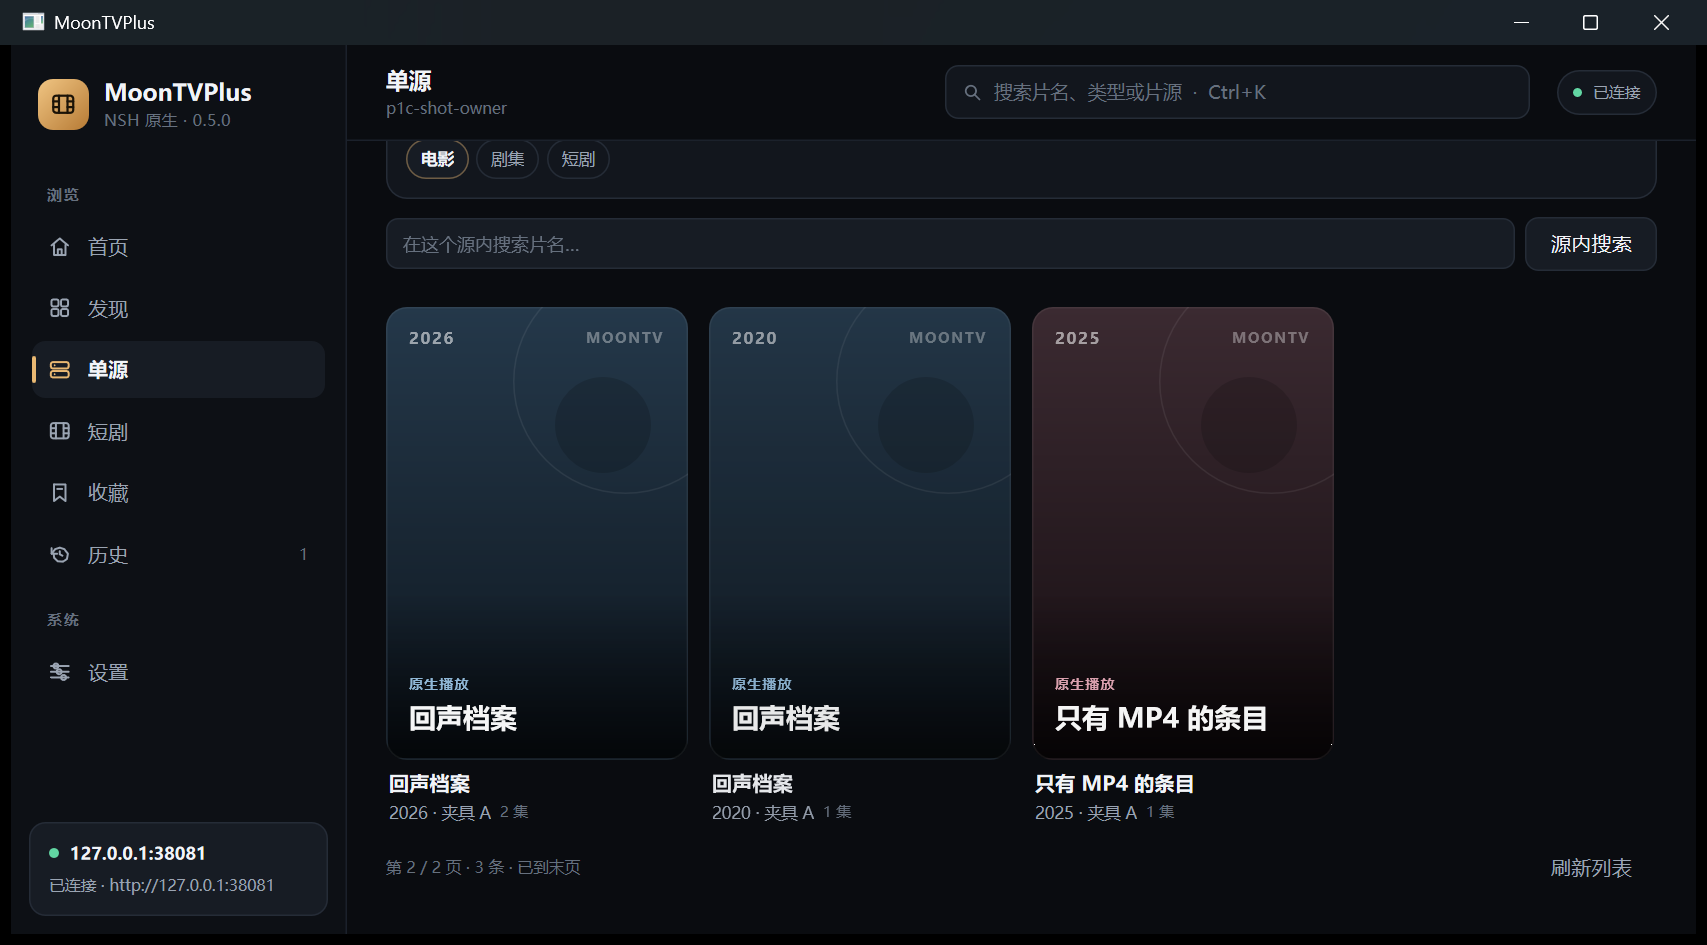 MoonTVPlus
MoonTVPlus
NSH 原生 · 0.5.0
浏览
首页
发现
单源
短剧
收藏
历史 1
系统
设置
127.0.0.1:38081
已连接 · http://127.0.0.1:38081
单源
p1c-shot-owner
搜索片名、类型或片源 · Ctrl+K
已连接
电影 剧集 短剧
在这个源内搜索片名...
源内搜索
2026 MOONTV
原生播放
回声档案
回声档案
2026 · 夹具 A 2 集
2020 MOONTV
原生播放
回声档案
回声档案
2020 · 夹具 A 1 集
2025 MOONTV
原生播放
只有 MP4 的条目
只有 MP4 的条目
2025 · 夹具 A 1 集
第 2 / 2 页 · 3 条 · 已到末页
刷新列表